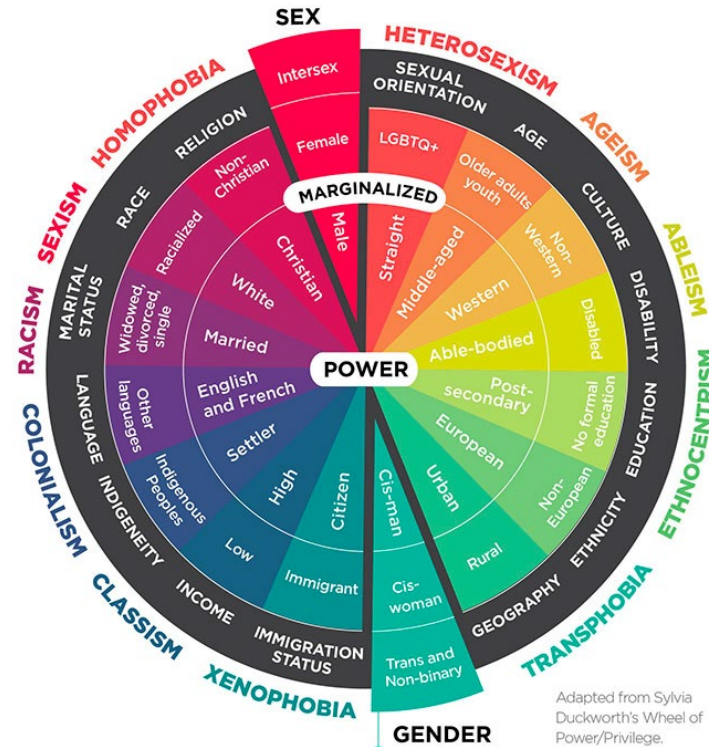 SEX
Intersex
Female
Male
HETEROSEXISM
SEXUAL
ORIENTATION
LGBTQ+
Straight
AGEISM
AGE
Older adults
youth
Middle-aged
ABLEISM
CULTURE
Non-
Western
Western
DISABILITY
Disabled
Able-bodied
ETHNOCENTRISM
EDUCATION
No formal
education
Post-
secondary
ETHNICITY
Non-
European
European
TRANSPHOBIA
GEOGRAPHY
Rural
Urban
GENDER
Trans and
Non-binary
Cis-
woman
Cis-man
XENOPHOBIA
IMMIGRATION
STATUS
Immigrant
Citizen
CLASSISM
INCOME
Low
High
COLONIALISM
INDIGENEITY
Indigenous
Peoples
Settler
LANGUAGE
Other
languages
English
and French
RACISM
MARITAL
STATUS
Widowed,
divorced,
single
Married
SEXISM
RACE
Racialized
White
HOMOPHOBIA
RELIGION
Non-
Christian
Christian
MARGINALIZED
POWER
Adapted from Sylvia
Duckworth's Wheel of
Power/Privilege.